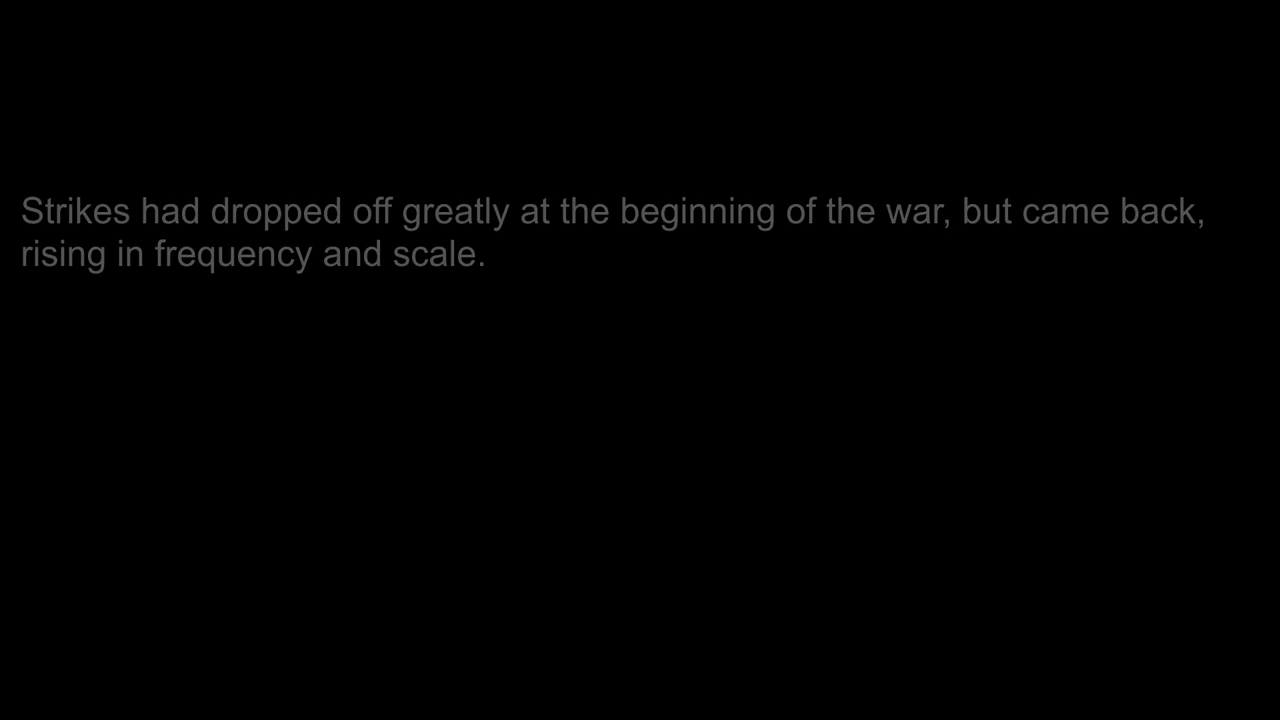 Strikes had dropped off greatly at the beginning of the war, but came back,
rising in frequency and scale.